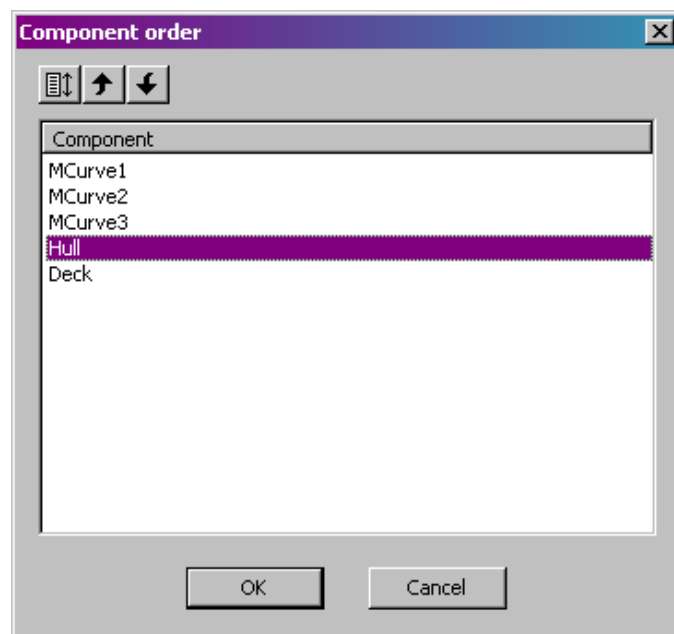 Component order
Component
MCurve1
MCurve2
MCurve3
Hull
Deck
OK
Cancel